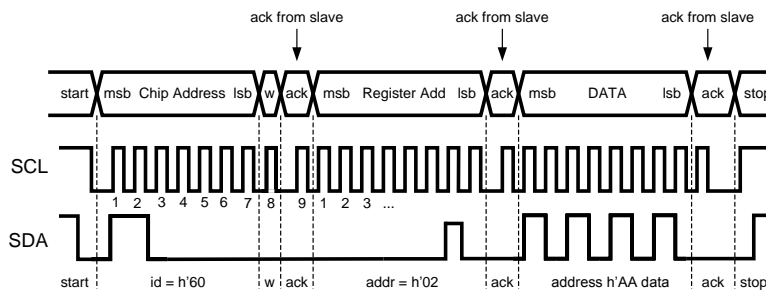 ack from slave ack from slave ack from slave
start msb Chip Address lsb w ack msb Register Add lsb ack msb DATA lsb ack stop
SCL
1 2 3 4 5 6 7 8 9 1 2 3 ...
SDA
start id = h'60 w ack addr = h'02 ack address h'AA data ack stop